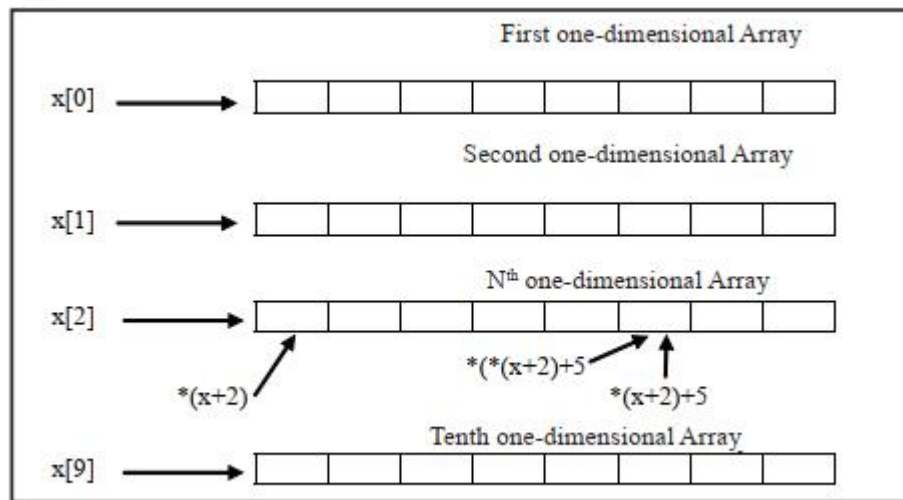 First one-dimensional Array
x[0]
Second one-dimensional Array
x[1]
Nth one-dimensional Array
x[2]
*(*(x+2)+5
*(x+2)
*(x+2)+5
Tenth one-dimensional Array
x[9]